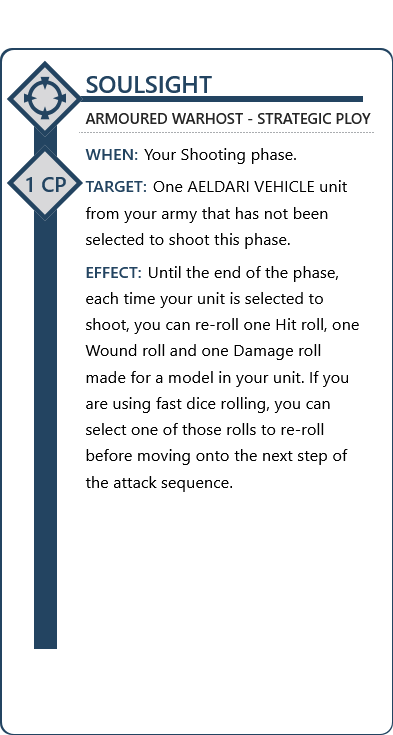 SOULSIGHT
ARMOURED WARHOST - STRATEGIC PLOY
1 CP
WHEN: Your Shooting phase.
TARGET: One AELDARI VEHICLE unit
from your army that has not been
selected to shoot this phase.
EFFECT: Until the end of the phase,
each time your unit is selected to
shoot, you can re-roll one Hit roll, one
Wound roll and one Damage roll
made for a model in your unit. If you
are using fast dice rolling, you can
select one of those rolls to re-roll
before moving onto the next step of
the attack sequence.